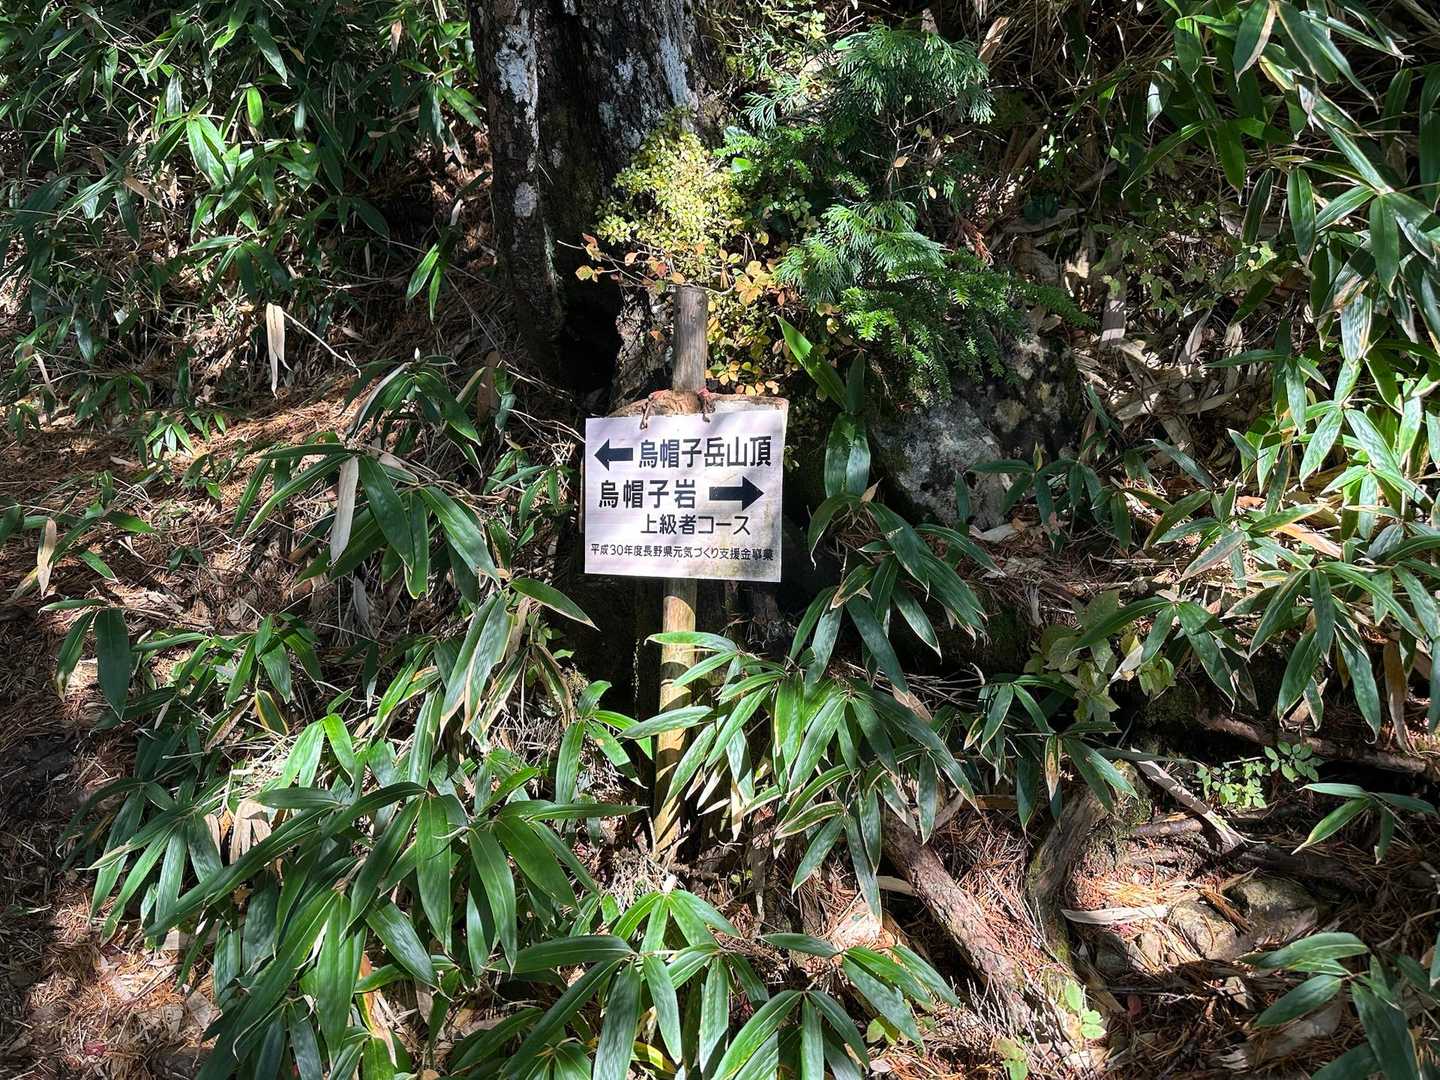 ← 烏帽子岳山頂
烏帽子岩 →
上級者コース
平成30年度長野県元気づくり支援金事業